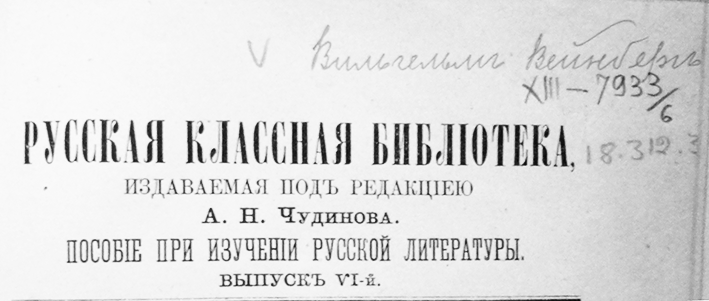 V Вильгельмъ Вейнбергъ
XIII—7933/6
РУССКАЯ КЛАССНАЯ БИБЛІОТЕКА,
18.312.3
ИЗДАВАЕМАЯ ПОДЪ РЕДАКЦІЕЮ
А. Н. Чудинова.
ПОСОБІЕ ПРИ ИЗУЧЕНІИ РУССКОЙ ЛИТЕРАТУРЫ.
ВЫПУСКЪ VI-й.